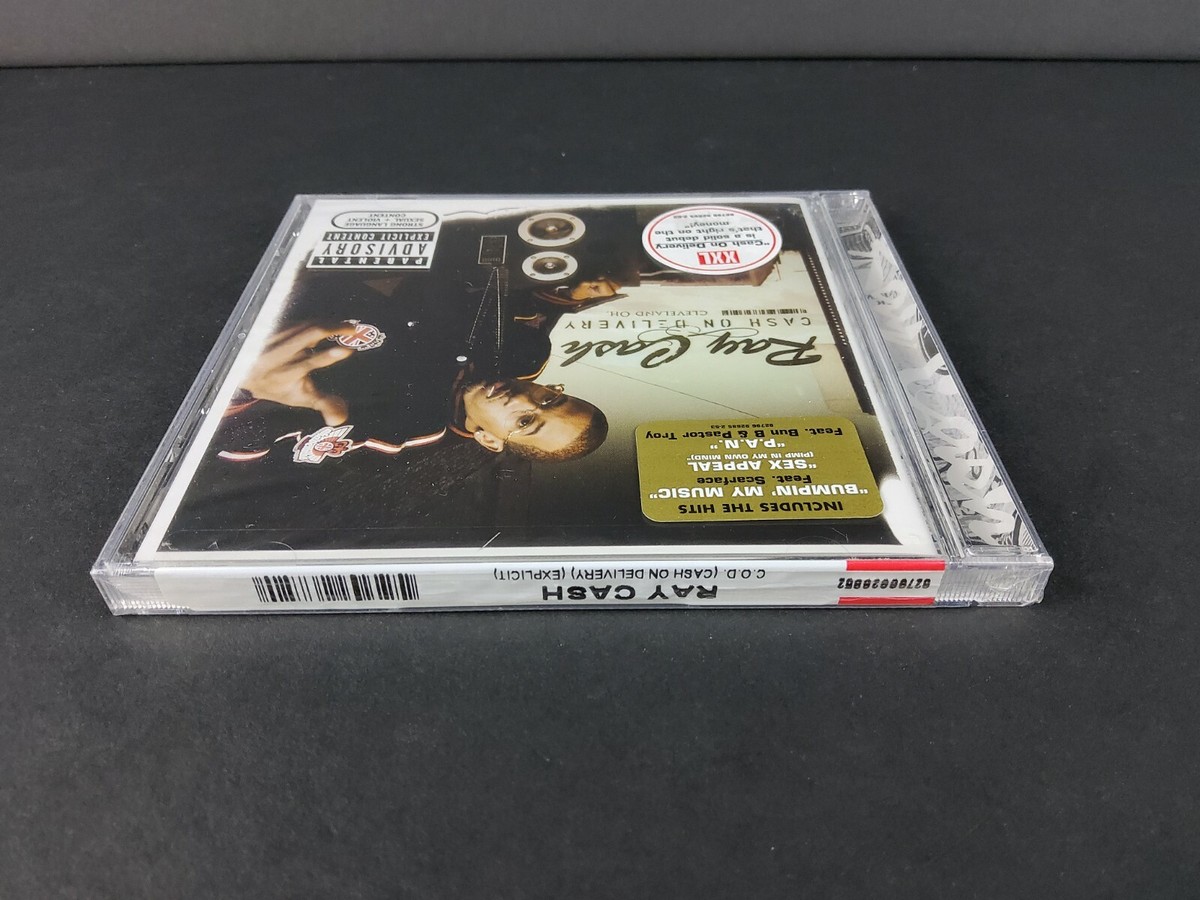 RAY CASH
C.O.D. (CASH ON DELIVERY) (EXPLICIT)
INCLUDES THE HITS
"BUMPIN' MY MUSIC"
Feat. Scarface
"SEX APPEAL
(PIMP IN MY OWN MIND)"
"P.A.N."
Feat. Bun B & Pastor Troy
Ray Cash
CASH ON DELIVERY
CLEVELAND OH.
XXL
"Cash On Delivery
is a solid debut
that's right on the
money!"
PARENTAL
ADVISORY
EXPLICIT CONTENT
STRONG LANGUAGE
SEXUAL + VIOLENT
CONTENT